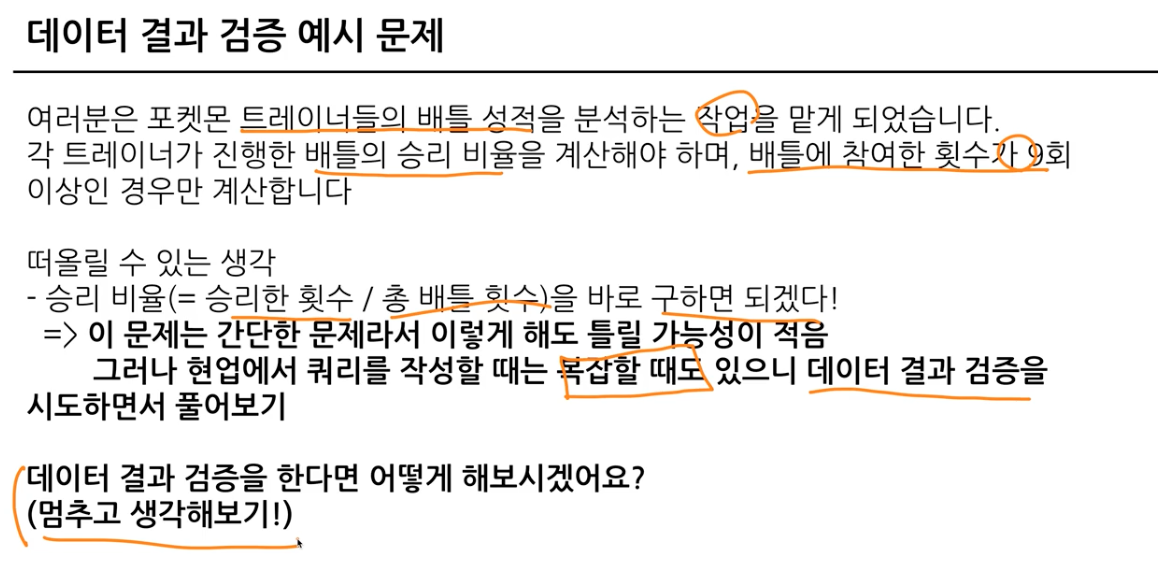 데이터 결과 검증 예시 문제
여러분은 포켓몬 트레이너들의 배틀 성적을 분석하는 작업을 맡게 되었습니다.
각 트레이너가 진행한 배틀의 승리 비율을 계산해야 하며, 배틀에 참여한 횟수가 9회
이상인 경우만 계산합니다
떠올릴 수 있는 생각
- 승리 비율(= 승리한 횟수 / 총 배틀 횟수)을 바로 구하면 되겠다!
=> 이 문제는 간단한 문제라서 이렇게 해도 틀릴 가능성이 적음
그러나 현업에서 쿼리를 작성할 때는 복잡할 때도 있으니 데이터 결과 검증을
시도하면서 풀어보기
데이터 결과 검증을 한다면 어떻게 해보시겠어요?
(멈추고 생각해보기!)